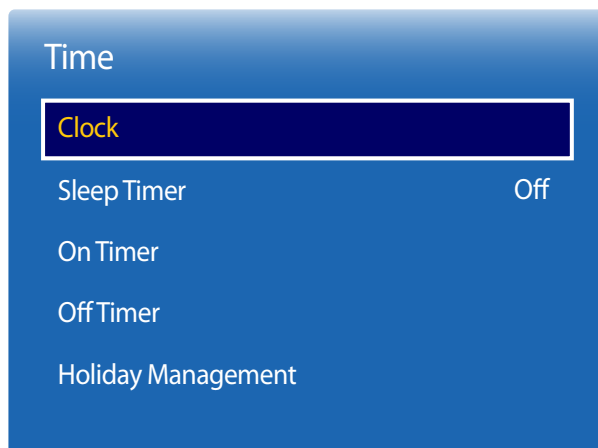 Time
Clock
Sleep Timer Off
On Timer
Off Timer
Holiday Management